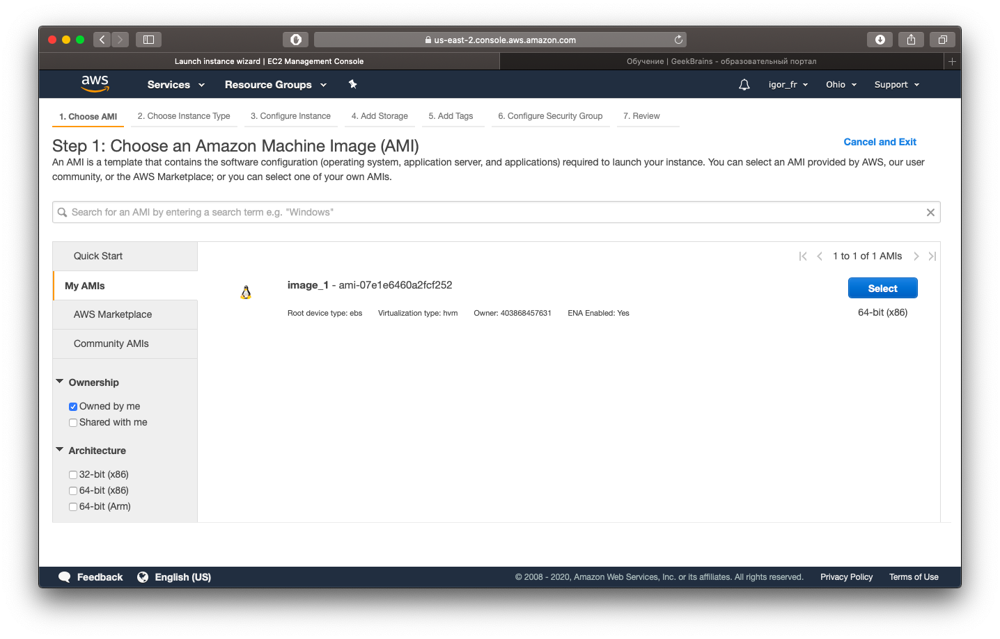 us-east-2.console.aws.amazon.com
Launch instance wizard | EC2 Management Console
Обучение | GeekBrains - образовательный портал
aws Services Resource Groups igor_fr Ohio Support
1. Choose AMI 2. Choose Instance Type 3. Configure Instance 4. Add Storage 5. Add Tags 6. Configure Security Group 7. Review
Step 1: Choose an Amazon Machine Image (AMI)
Cancel and Exit
An AMI is a template that contains the software configuration (operating system, application server, and applications) required to launch your instance. You can select an AMI provided by AWS, our user
community, or the AWS Marketplace; or you can select one of your own AMIs.
Search for an AMI by entering a search term e.g. "Windows"
Quick Start
My AMIs
AWS Marketplace
Community AMIs
Ownership
Owned by me
Shared with me
Architecture
32-bit (x86)
64-bit (x86)
64-bit (Arm)
1 to 1 of 1 AMIs
image_1 - ami-07e1e6460a2fcf252
Select
Root device type: ebs Virtualization type: hvm Owner: 403868457631 ENA Enabled: Yes
64-bit (x86)
Feedback English (US) © 2008 - 2020, Amazon Web Services, Inc. or its affiliates. All rights reserved. Privacy Policy Terms of Use